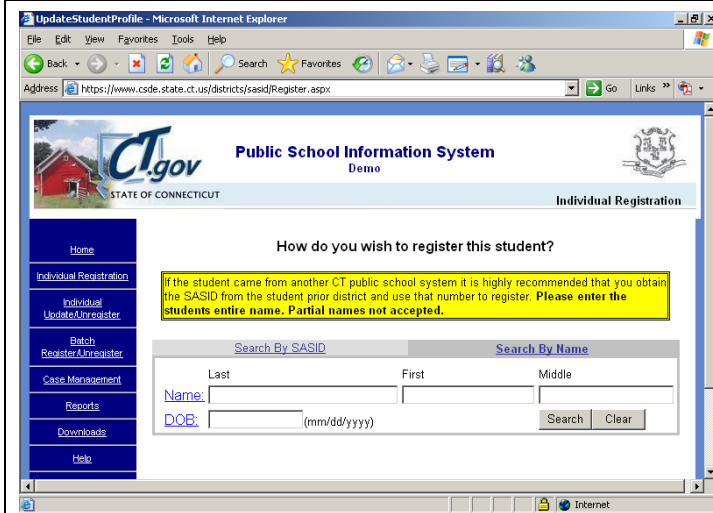 UpdateStudentProfile - Microsoft Internet Explorer
File Edit View Favorites Tools Help
Back Search Favorites
Address https://www.csde.state.ct.us/districts/sasid/Register.aspx Go Links »
CT.gov
STATE OF CONNECTICUT
Public School Information System
Demo
Individual Registration
Home
Individual Registration
Individual
Update/Unregister
Batch
Register/Unregister
Case Management
Reports
Downloads
Help
How do you wish to register this student?
If the student came from another CT public school system it is highly recommended that you obtain
the SASID from the student prior district and use that number to register. Please enter the
students entire name. Partial names not accepted.
Search By SASID Search By Name
Last First Middle
Name:
DOB: (mm/dd/yyyy) Search Clear
Internet